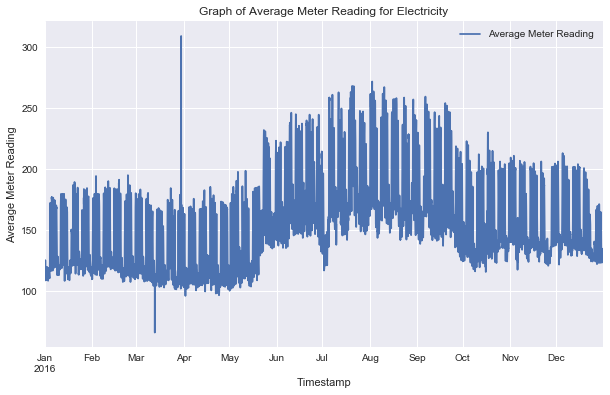 Graph of Average Meter Reading for Electricity
Average Meter Reading
300
250
200
150
100
Average Meter Reading
Jan Feb Mar Apr May Jun Jul Aug Sep Oct Nov Dec
2016
Timestamp